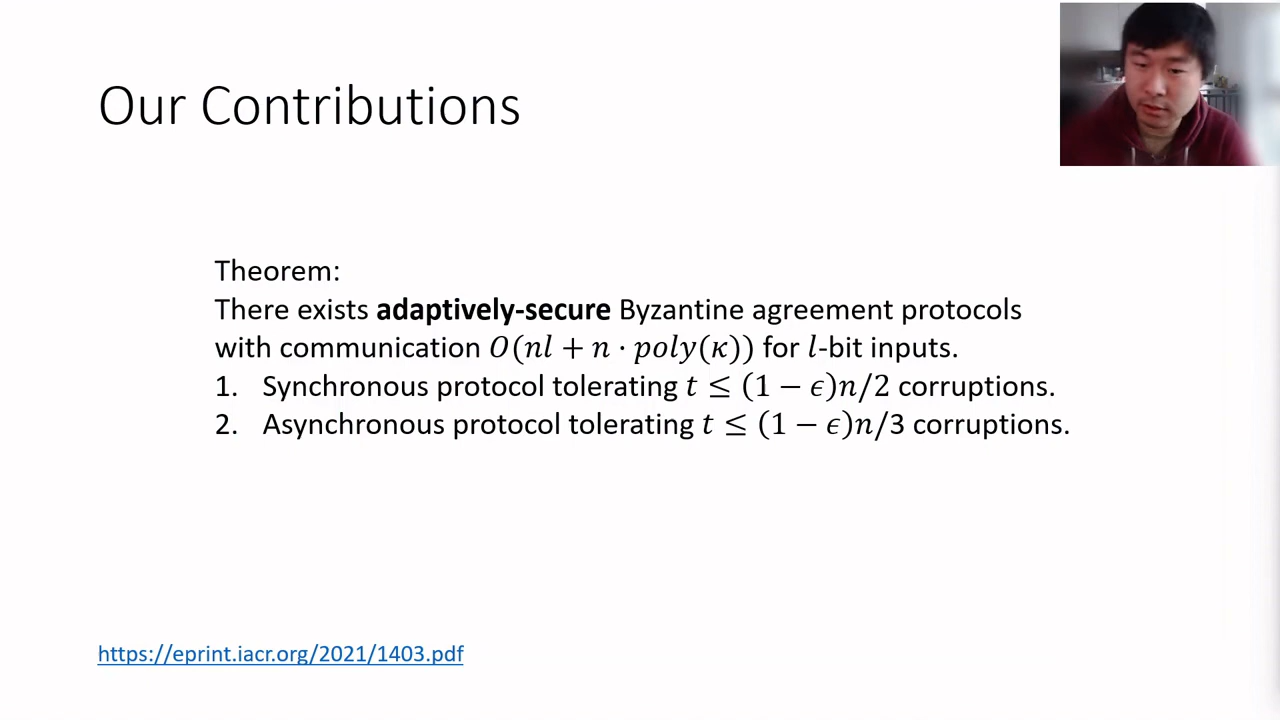 Our Contributions
Theorem:
There exists adaptively-secure Byzantine agreement protocols
with communication 𝑂(𝑛𝑙 + 𝑛 · 𝑝𝑜𝑙𝑦(𝜅)) for 𝑙-bit inputs.
1. Synchronous protocol tolerating 𝑡 ≤ (1 − 𝜖)𝑛/2 corruptions.
2. Asynchronous protocol tolerating 𝑡 ≤ (1 − 𝜖)𝑛/3 corruptions.
https://eprint.iacr.org/2021/1403.pdf